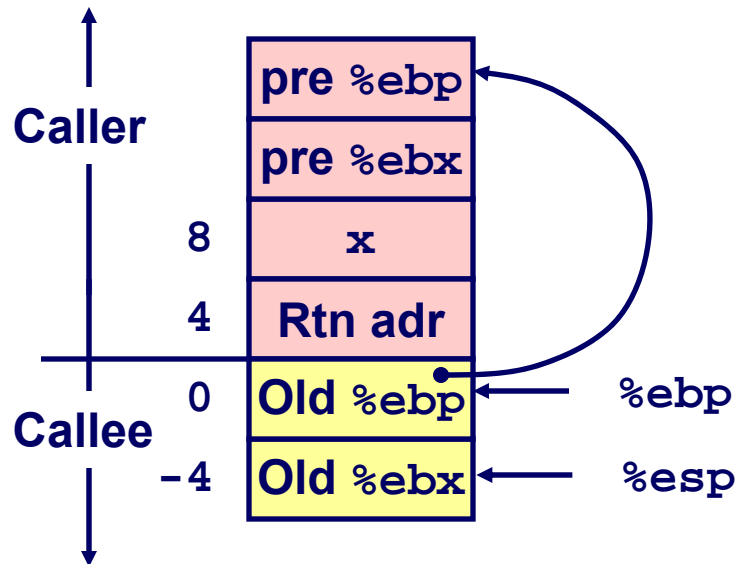 pre %ebp
Caller
pre %ebx
8 x
4 Rtn adr
0 Old %ebp %ebp
Callee
-4 Old %ebx %esp